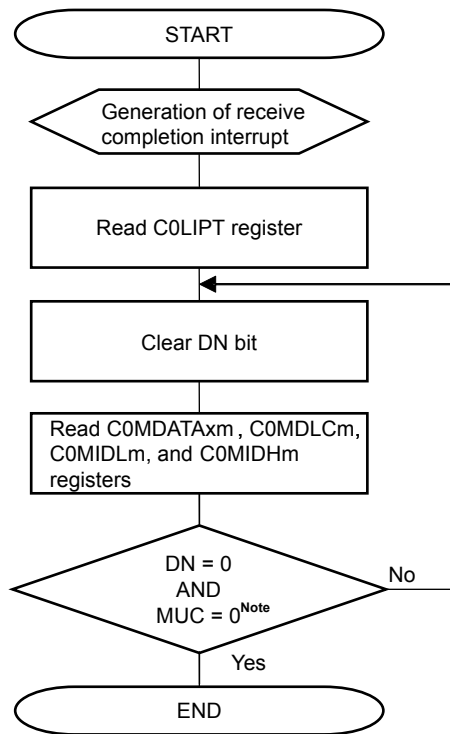 START
Generation of receive
completion interrupt
Read C0LIPT register
Clear DN bit
Read C0MDATAxm , C0MDLCm,
C0MIDLm, and C0MIDHm
registers
DN = 0
AND
MUC = 0Note
No
Yes
END